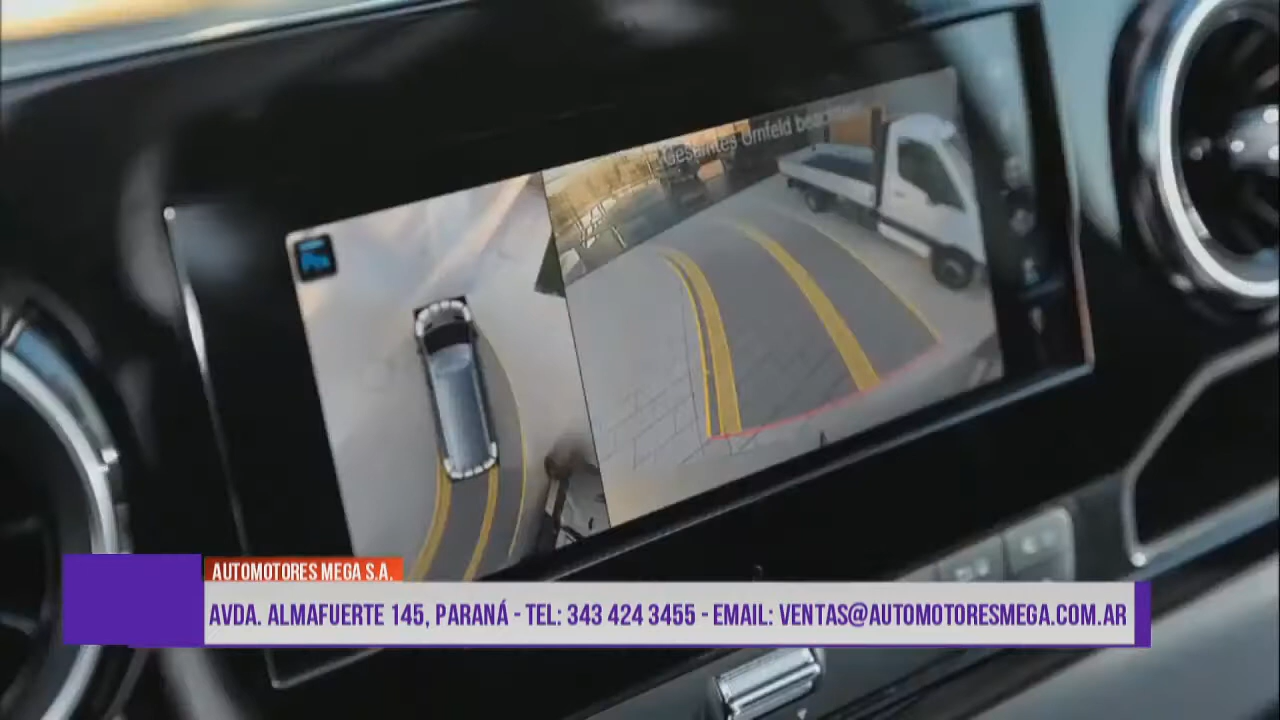 Gesamtes Umfeld
AUTOMOTORES MEGA S.A.
AVDA. ALMAFUERTE 145, PARANÁ - TEL: 343 424 3455 - EMAIL: VENTAS@AUTOMOTORESMEGA.COM.AR